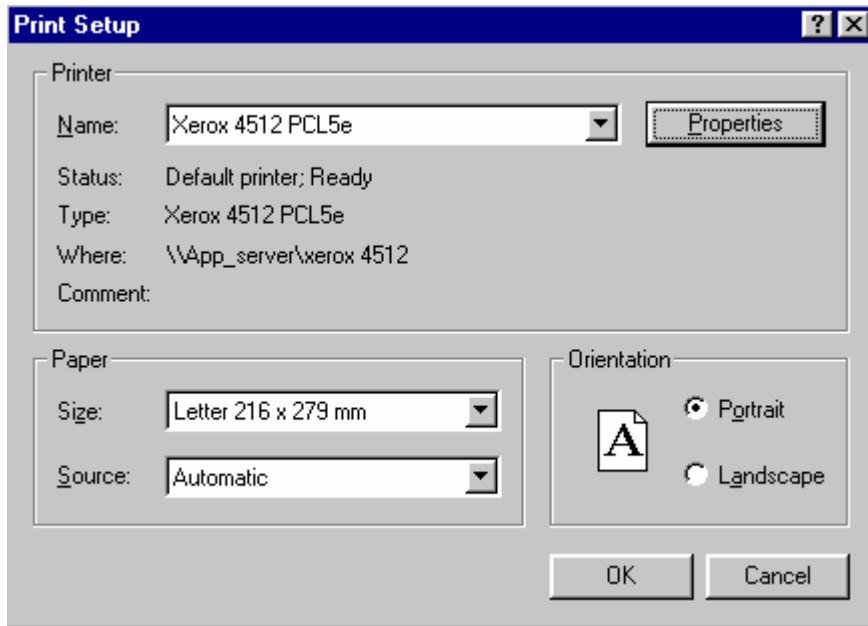 Print Setup
Printer
Name: Xerox 4512 PCL5e Properties
Status: Default printer; Ready
Type: Xerox 4512 PCL5e
Where: \\App_server\xerox 4512
Comment:
Paper
Size: Letter 216 x 279 mm
Source: Automatic
Orientation
A
Portrait
Landscape
OK Cancel